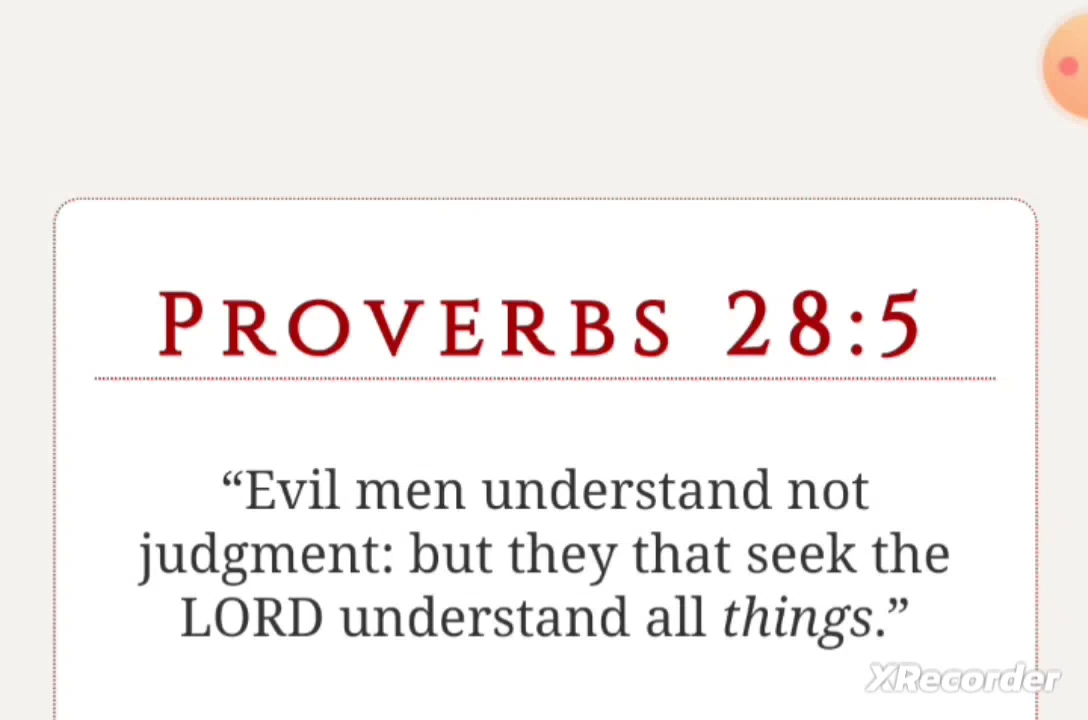 PROVERBS 28:5
“Evil men understand not
judgment: but they that seek the
LORD understand all things.”
XRecorder